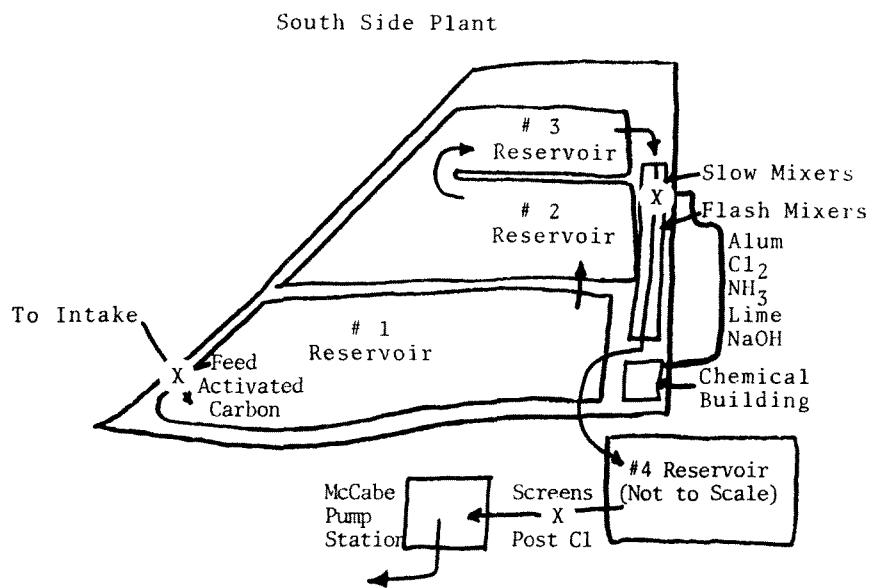 South Side Plant
# 3
Reservoir
Slow Mixers
X
# 2
Reservoir
Flash Mixers
Alum
Cl₂
NH₃
Lime
NaOH
To Intake
# 1
Reservoir
X
Feed
Activated
Carbon
Chemical
Building
#4 Reservoir
(Not to Scale)
McCabe
Pump
Station
Screens
X
Post Cl